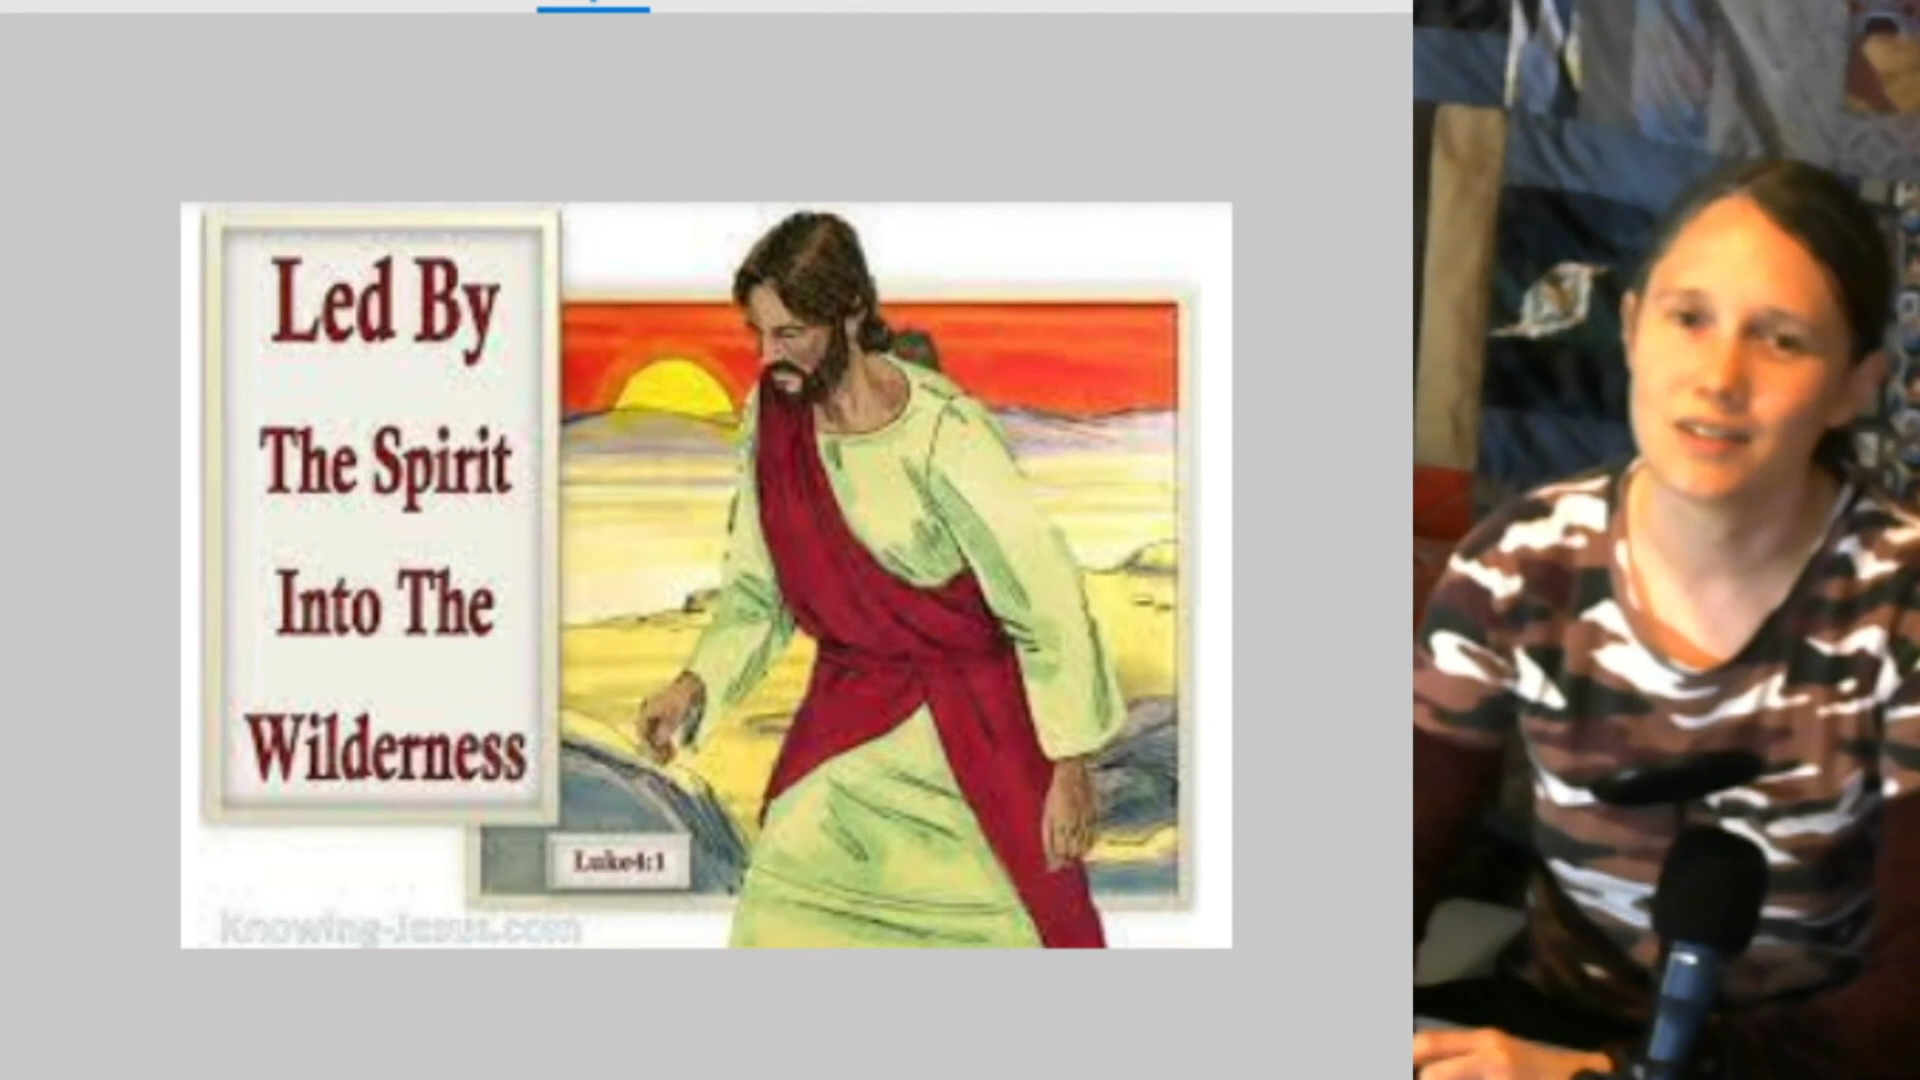 Led By
The Spirit
Into The
Wilderness
Luke4:1
Knowing-Jesus.com